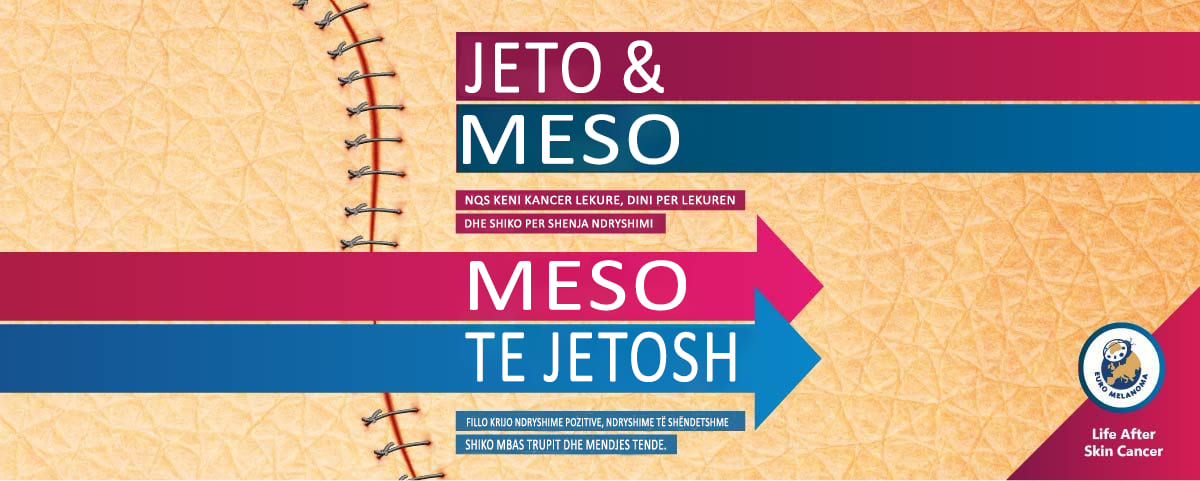 JETO &
MESO
NQS KENI KANCER LEKURE, DINI PER LEKUREN
DHE SHIKO PER SHENJA NDRYSHIMI
MESO
TE JETOSH
FILLO KRIJO NDRYSHIME POZITIVE, NDRYSHIME TË SHËNDETSHME
SHIKO MBAS TRUPIT DHE MENDJES TENDE.
EURO MELANOMA
Life After
Skin Cancer